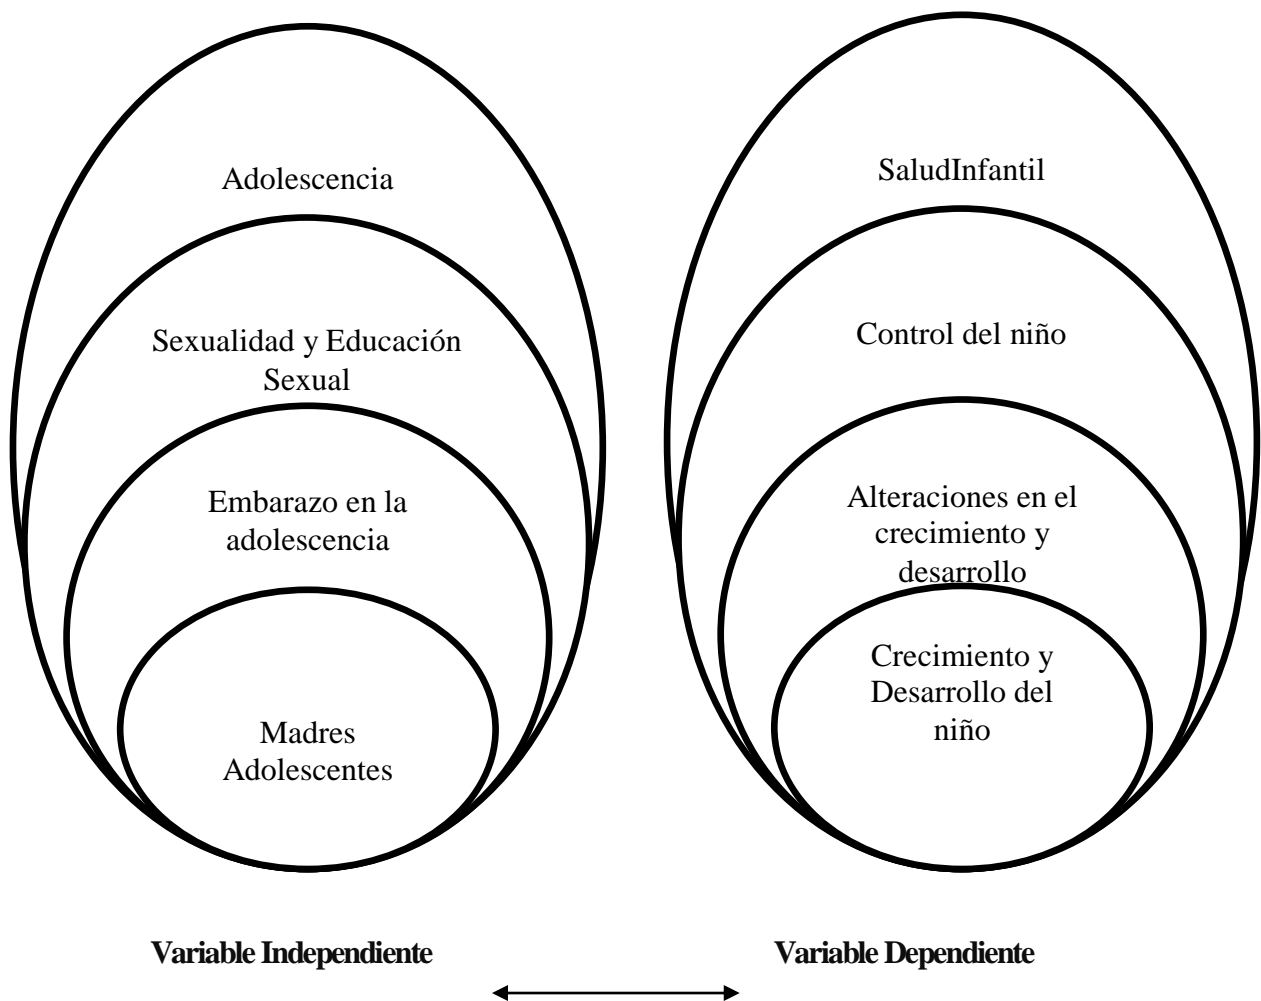 Adolescencia
Sexualidad y Educación
Sexual
Embarazo en la
adolescencia
Madres
Adolescentes
Variable Independiente
SaludInfantil
Control del niño
Alteraciones en el
crecimiento y
desarrollo
Crecimiento y
Desarrollo del
niño
Variable Dependiente